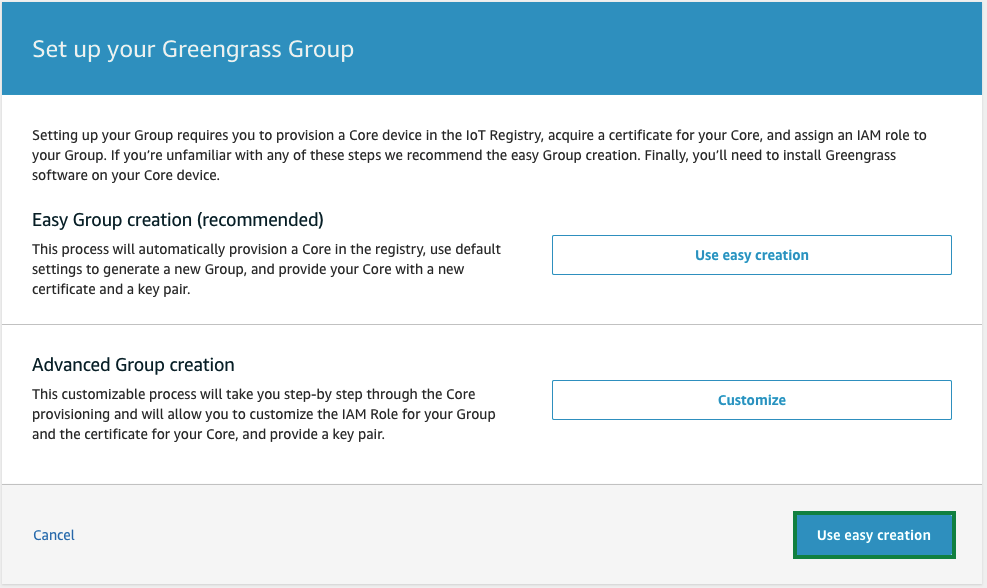 Set up your Greengrass Group
Setting up your Group requires you to provision a Core device in the IoT Registry, acquire a certificate for your Core, and assign an IAM role to
your Group. If you’re unfamiliar with any of these steps we recommend the easy Group creation. Finally, you’ll need to install Greengrass
software on your Core device.
Easy Group creation (recommended)
This process will automatically provision a Core in the registry, use default
settings to generate a new Group, and provide your Core with a new
certificate and a key pair.
Use easy creation
Advanced Group creation
This customizable process will take you step-by step through the Core
provisioning and will allow you to customize the IAM Role for your Group
and the certificate for your Core, and provide a key pair.
Customize
Cancel
Use easy creation